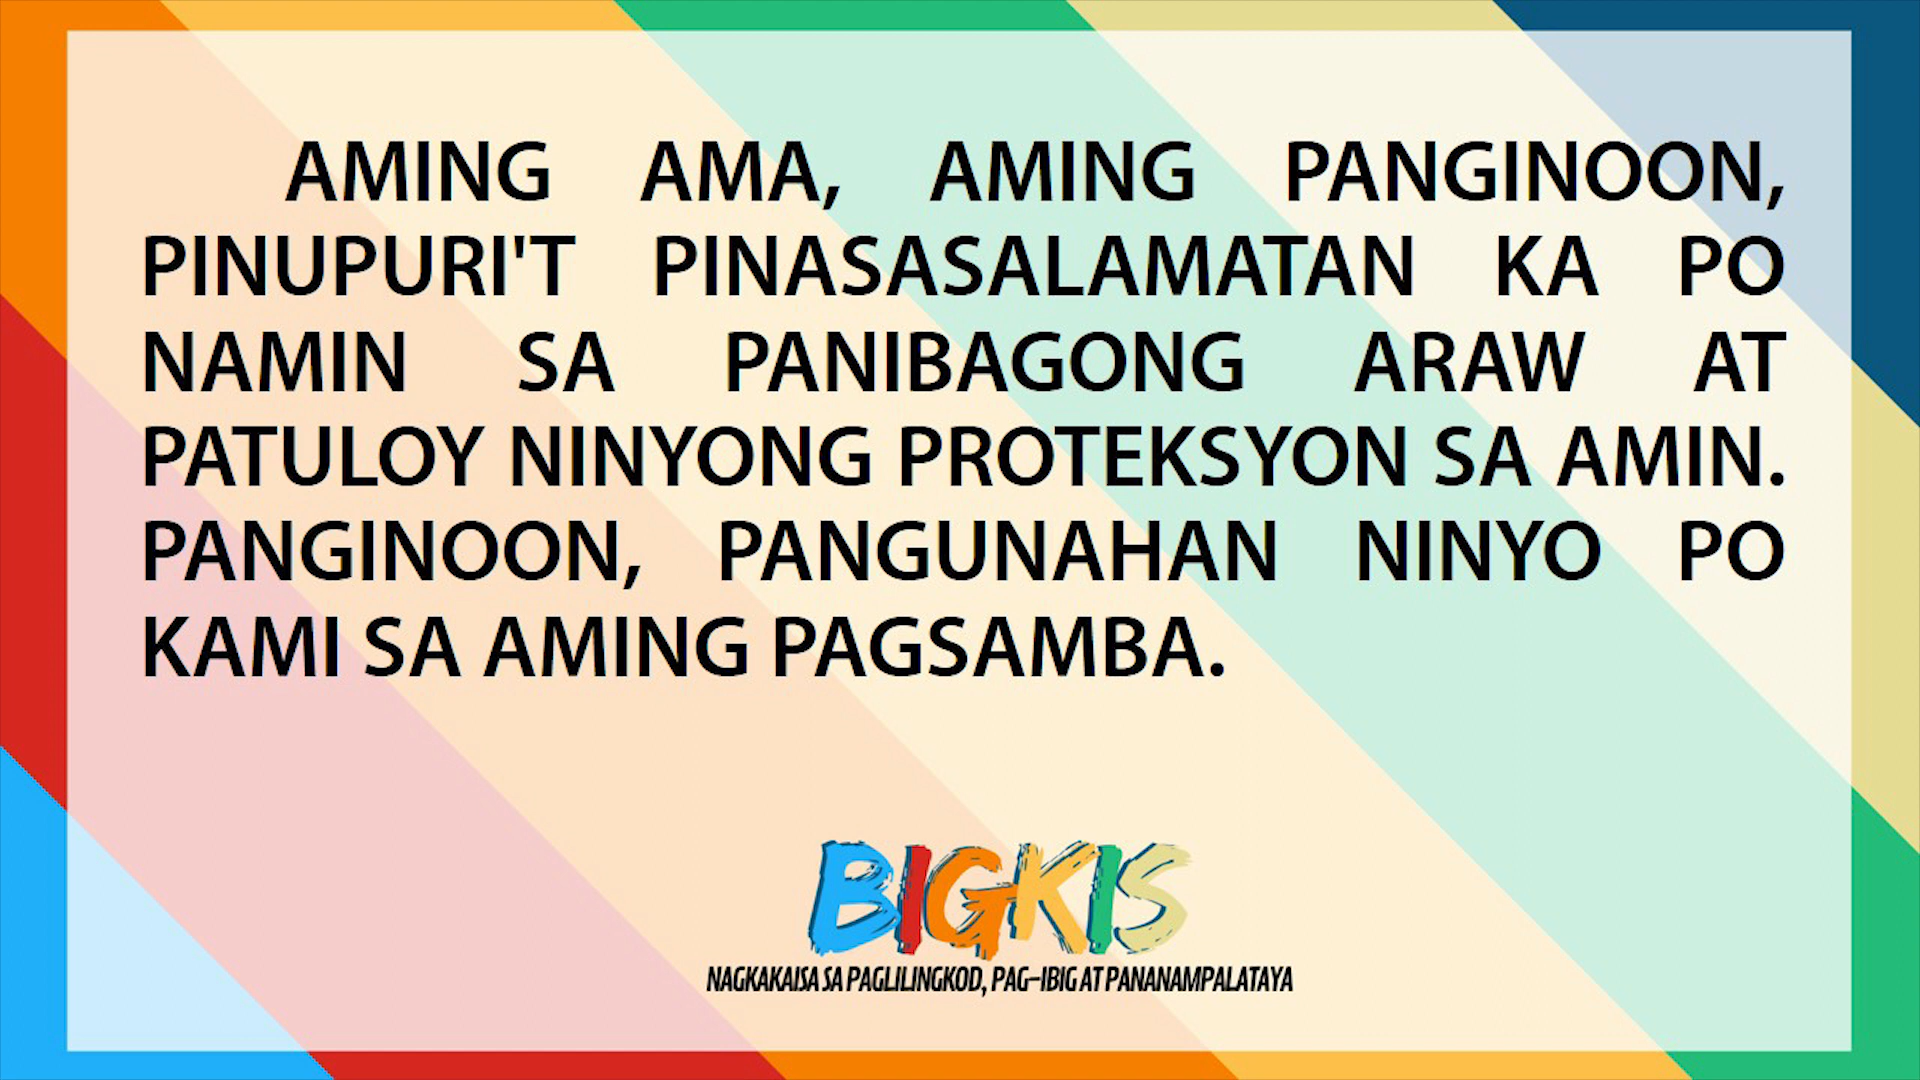 AMING AMA, AMING PANGINOON,
PINUPURI'T PINASASALAMATAN KA PO
NAMIN SA PANIBAGONG ARAW AT
PATULOY NINYONG PROTEKSYON SA AMIN.
PANGINOON, PANGUNAHAN NINYO PO
KAMI SA AMING PAGSAMBA.
BIGKIS
NAGKAKAISA SA PAGLILINGKOD, PAG-IBIG AT PANANAMPALATAYA